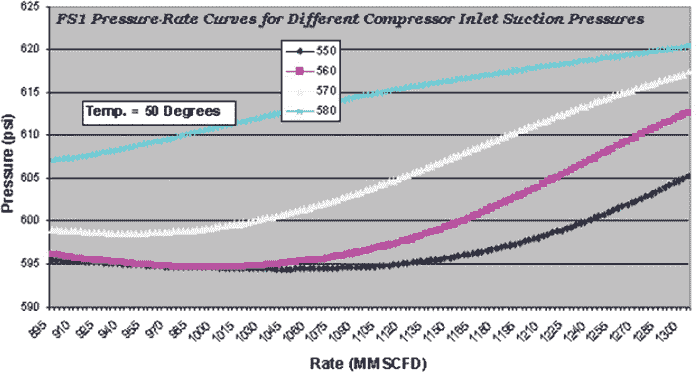 FS1 Pressure-Rate Curves for Different Compressor Inlet Suction Pressures
625
620
615
610
605
600
595
590
Pressure (psi)
550
560
570
580
Temp. = 50 Degrees
895 910 925 940 955 970 985 1000 1015 1030 1045 1060 1075 1090 1105 1120 1135 1150 1165 1180 1195 1210 1225 1240 1255 1270 1285 1300
Rate (MMSCFD)